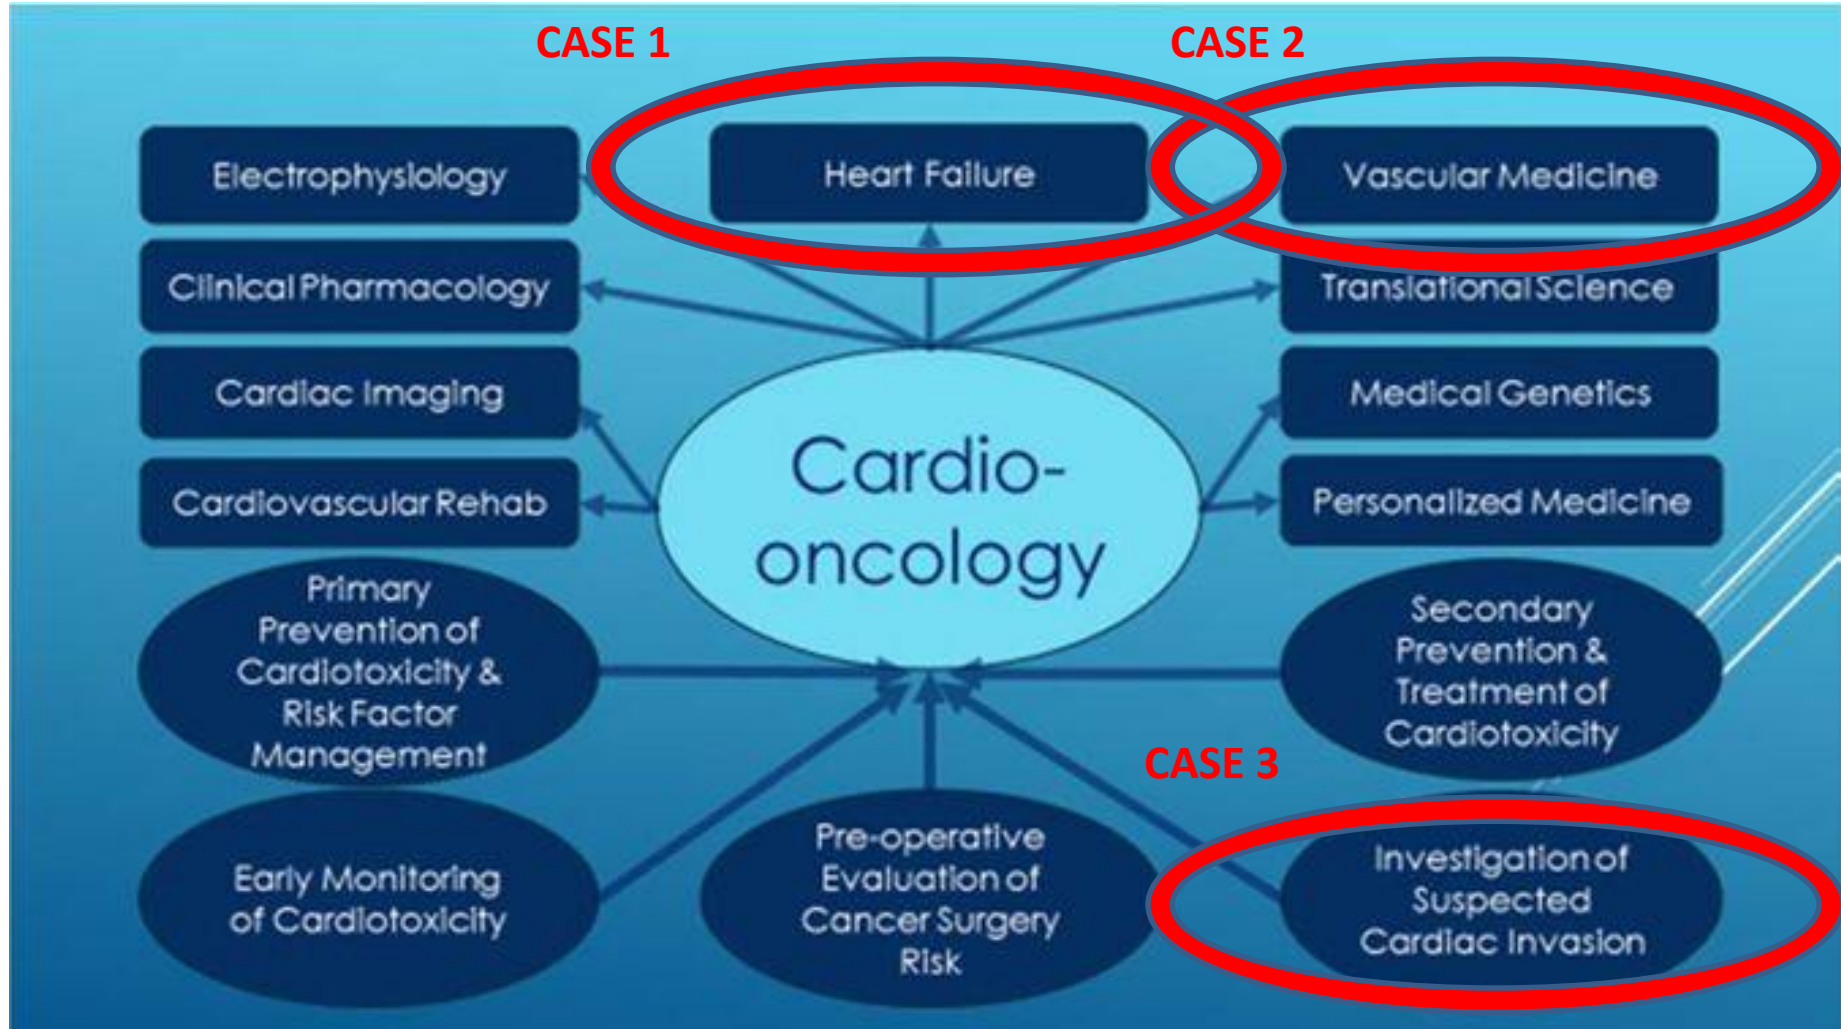 CASE 1
CASE 2
Electrophysiology
Heart Failure
Vascular Medicine
Clinical Pharmacology
Translational Science
Cardiac Imaging
Medical Genetics
Cardiovascular Rehab
Personalized Medicine
Cardio-
oncology
Primary
Prevention of
Cardiotoxicity &
Risk Factor
Management
Secondary
Prevention &
Treatment of
Cardiotoxicity
CASE 3
Early Monitoring
of Cardiotoxicity
Pre-operative
Evaluation of
Cancer Surgery
Risk
Investigation of
Suspected
Cardiac Invasion